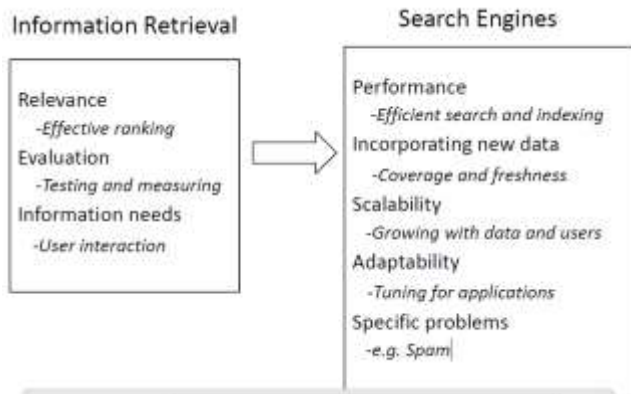 Information Retrieval
Relevance
-Effective ranking
Evaluation
-Testing and measuring
Information needs
-User interaction
Search Engines
Performance
-Efficient search and indexing
Incorporating new data
-Coverage and freshness
Scalability
-Growing with data and users
Adaptability
-Tuning for applications
Specific problems
-e.g. Spam